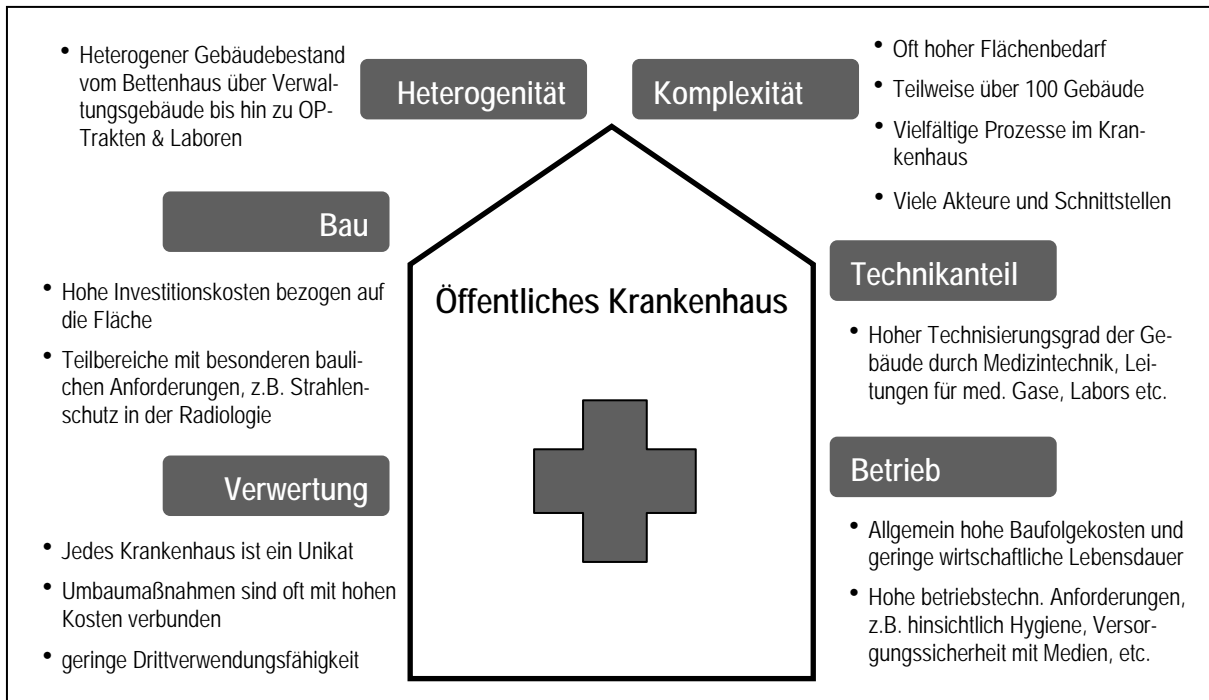 • Heterogener Gebäudebestand
vom Bettenhaus über Verwal-
tungsgebäude bis hin zu OP-
Trakten & Laboren
Heterogenität
Komplexität
• Oft hoher Flächenbedarf
• Teilweise über 100 Gebäude
• Vielfältige Prozesse im Kran-
kenhaus
• Viele Akteure und Schnittstellen
Bau
• Hohe Investitionskosten bezogen auf
die Fläche
• Teilbereiche mit besonderen bauli-
chen Anforderungen, z.B. Strahlen-
schutz in der Radiologie
Öffentliches Krankenhaus
Technikanteil
• Hoher Technisierungsgrad der Ge-
bäude durch Medizintechnik, Lei-
tungen für med. Gase, Labors etc.
Verwertung
• Jedes Krankenhaus ist ein Unikat
• Umbaumaßnahmen sind oft mit hohen
Kosten verbunden
• geringe Drittverwendungsfähigkeit
Betrieb
• Allgemein hohe Baufolgekosten und
geringe wirtschaftliche Lebensdauer
• Hohe betriebstechn. Anforderungen,
z.B. hinsichtlich Hygiene, Versor-
gungssicherheit mit Medien, etc.